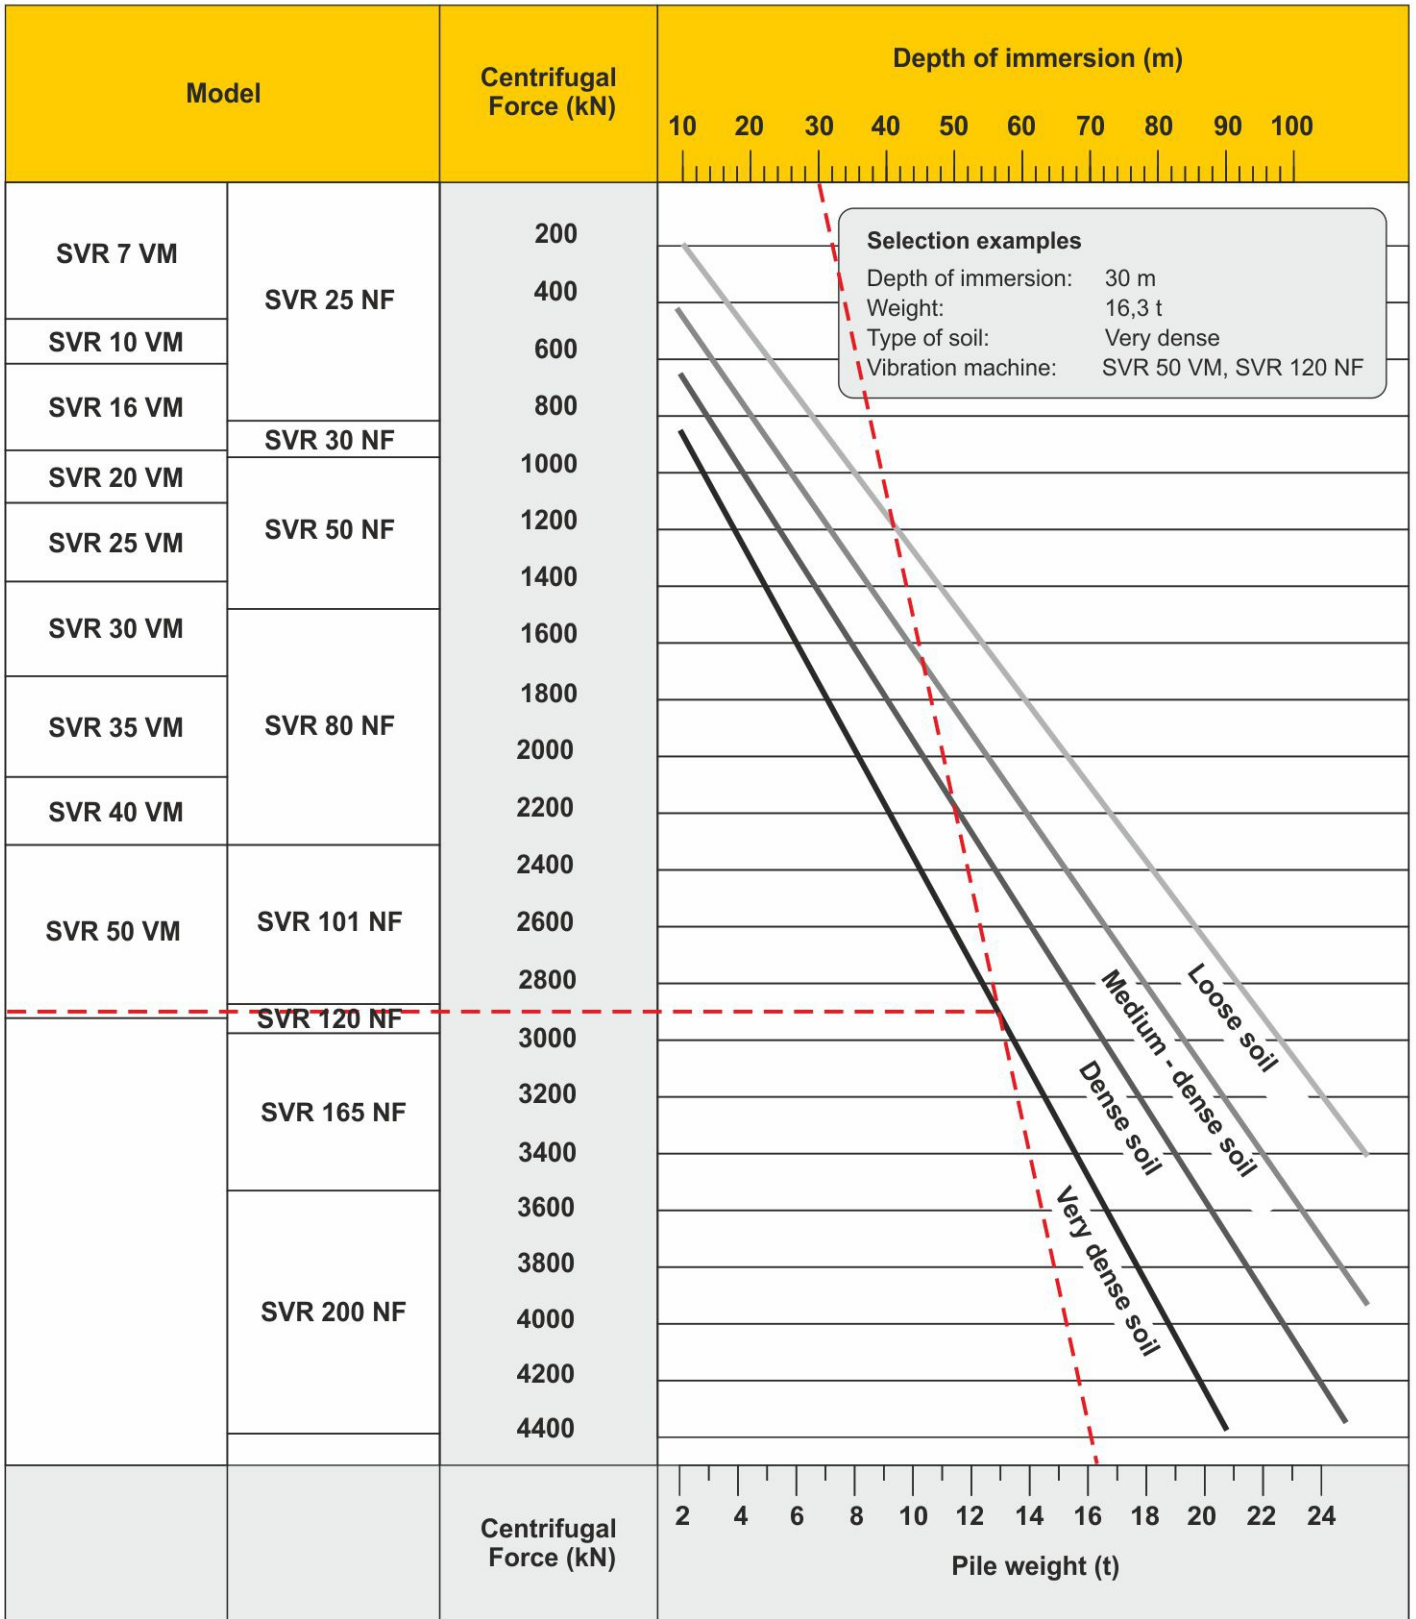 Model
Centrifugal
Force (kN)
Depth of immersion (m)
10 20 30 40 50 60 70 80 90 100
SVR 7 VM
SVR 10 VM
SVR 16 VM
SVR 20 VM
SVR 25 VM
SVR 30 VM
SVR 35 VM
SVR 40 VM
SVR 50 VM
SVR 25 NF
SVR 30 NF
SVR 50 NF
SVR 80 NF
SVR 101 NF
SVR 120 NF
SVR 165 NF
SVR 200 NF
200
400
600
800
1000
1200
1400
1600
1800
2000
2200
2400
2600
2800
3000
3200
3400
3600
3800
4000
4200
4400
Selection examples
Depth of immersion: 30 m
Weight: 16,3 t
Type of soil: Very dense
Vibration machine: SVR 50 VM, SVR 120 NF
Loose soil
Medium - dense soil
Dense soil
Very dense soil
Centrifugal
Force (kN)
2 4 6 8 10 12 14 16 18 20 22 24
Pile weight (t)